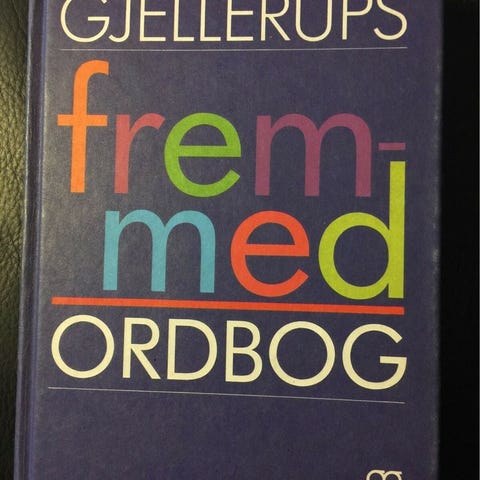 GJELLERUPS
frem-
med
ORDBOG